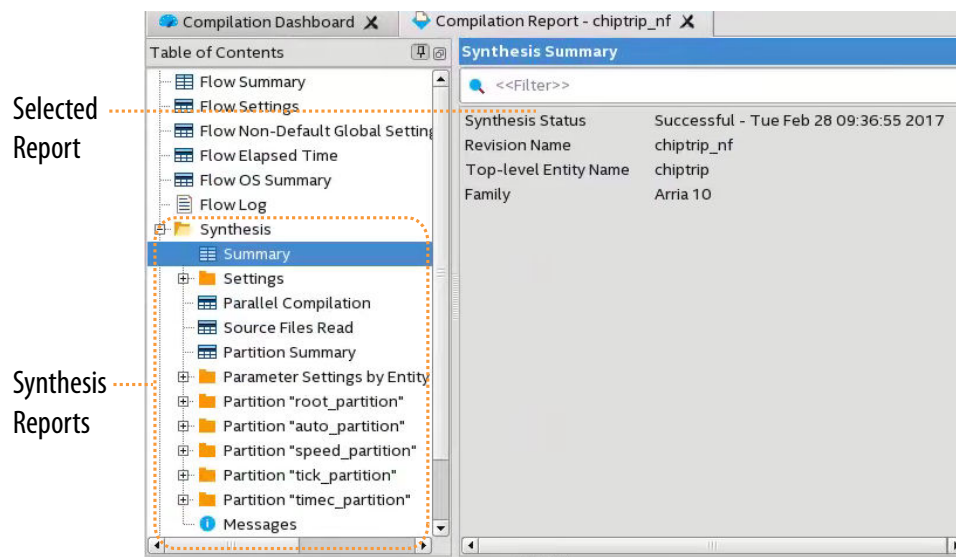 Compilation Dashboard
Compilation Report - chiptrip_nf
Table of Contents
Synthesis Summary
<<Filter>>
Flow Summary
Flow Settings
Flow Non-Default Global Setting
Flow Elapsed Time
Flow OS Summary
Flow Log
Synthesis
Summary
Settings
Parallel Compilation
Source Files Read
Partition Summary
Parameter Settings by Entity
Partition "root_partition"
Partition "auto_partition"
Partition "speed_partition"
Partition "tick_partition"
Partition "timec_partition"
Messages
Synthesis Status Successful - Tue Feb 28 09:36:55 2017
Revision Name chiptrip_nf
Top-level Entity Name chiptrip
Family Arria 10
Selected
Report
Synthesis
Reports